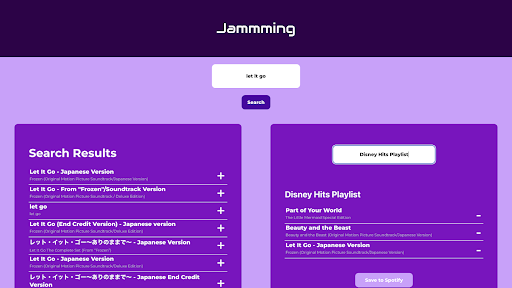 Jammming
let it go
Search
Search Results
Let It Go - Japanese Version
Frozen (Original Motion Picture Soundtrack/Japanese Version)
+
Let It Go - From "Frozen"/Soundtrack Version
Frozen (Original Motion Picture Soundtrack / Deluxe Edition)
+
let go
let go
+
Let It Go (End Credit Version) - Japanese version
Frozen (Original Motion Picture Soundtrack/Deluxe Edition)
+
レット・イット・ゴー～ありのままで～ - Japanese Version
Let It Go The Complete Set (From "Frozen")
+
Let It Go - Japanese Version
Frozen (Original Motion Picture Soundtrack/Deluxe Edition)
+
レット・イット・ゴー～ありのままで～ - Japanese End Credit
Version
+
Disney Hits Playlist
Disney Hits Playlist
Part of Your World
The Little Mermaid Special Edition
-
Beauty and the Beast
Beauty and the Beast (Original Motion Picture Soundtrack/Japanese Version)
-
Let It Go - Japanese Version
Frozen (Original Motion Picture Soundtrack/Japanese Version)
-
Save to Spotify